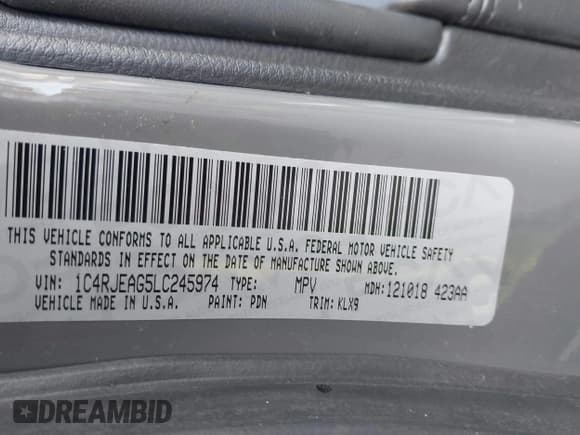 THIS VEHICLE CONFORMS TO ALL APPLICABLE U.S.A. FEDERAL MOTOR VEHICLE SAFETY
STANDARDS IN EFFECT ON THE DATE OF MANUFACTURE SHOWN ABOVE.
VIN: 1C4RJEAG5LC245974 TYPE: MPV MDH:121018 423AA
VEHICLE MADE IN U.S.A. PAINT: PDN TRIM: KLX9
DREAMBID